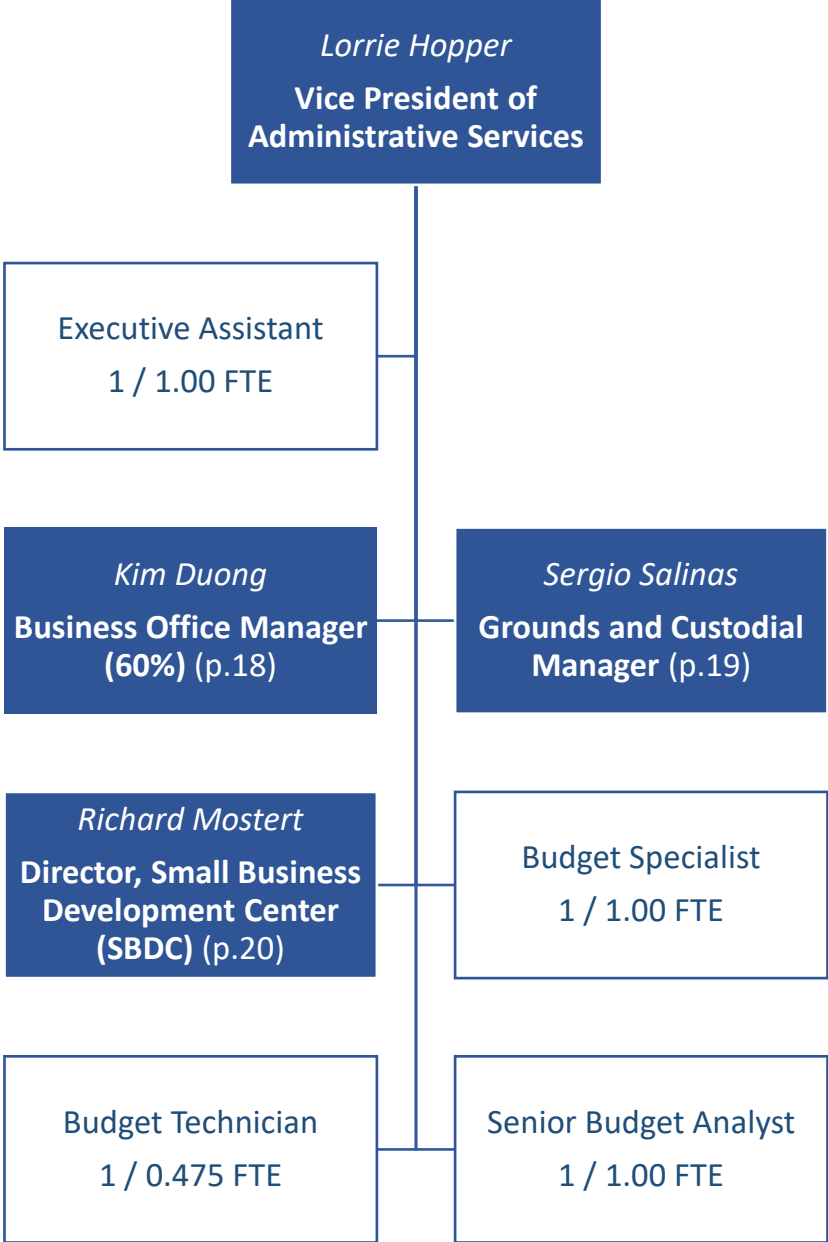 Lorrie Hopper
Vice President of
Administrative Services
Executive Assistant
1 / 1.00 FTE
Kim Duong
Business Office Manager
(60%) (p.18)
Sergio Salinas
Grounds and Custodial
Manager (p.19)
Richard Mostert
Director, Small Business
Development Center
(SBDC) (p.20)
Budget Specialist
1 / 1.00 FTE
Budget Technician
1 / 0.475 FTE
Senior Budget Analyst
1 / 1.00 FTE